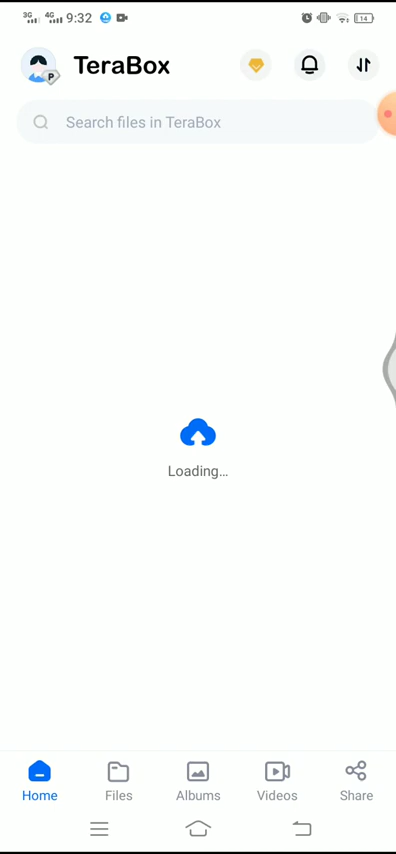 3G 4G 9:32 14
P
TeraBox
Search files in TeraBox
Loading...
Home Files Albums Videos Share